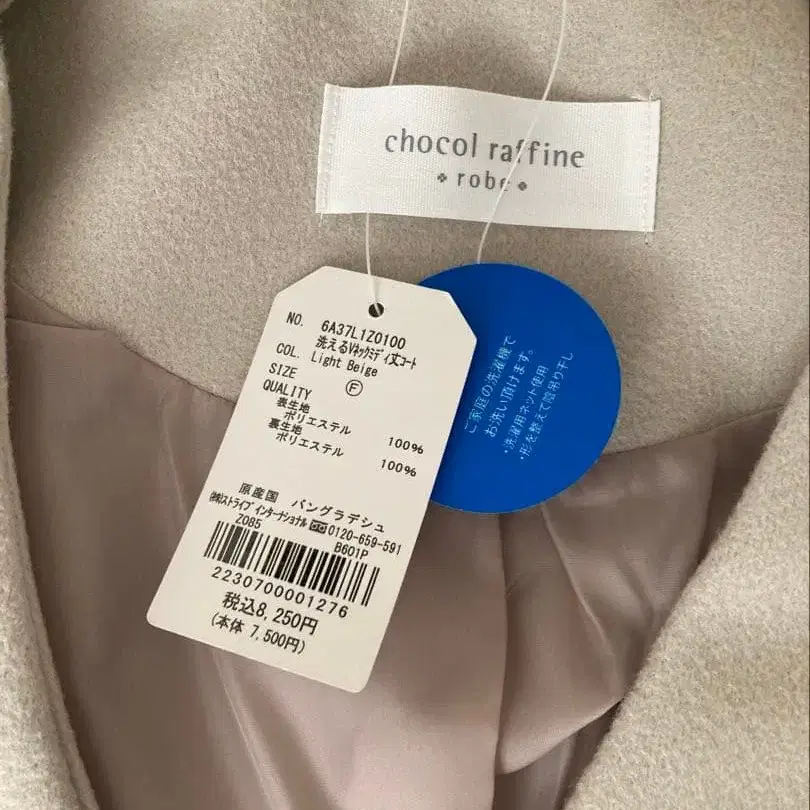 chocol raffine
robe
NO. 6A37L1Z0100
洗えるVネックミディ丈コート
COL. Light Beige
SIZE Ⓕ
QUALITY
表生地
ポリエステル 100%
裏生地
ポリエステル 100%
原産国 バングラデシュ
㈱ストライプインターナショナル 0120-659-591
Z085 B601P
2230700001276
税込8,250円
(本体 7,500円)
ご家庭の洗濯機で
お洗い頂けます。
・洗濯用ネット使用
・形を整えて陰吊り干し